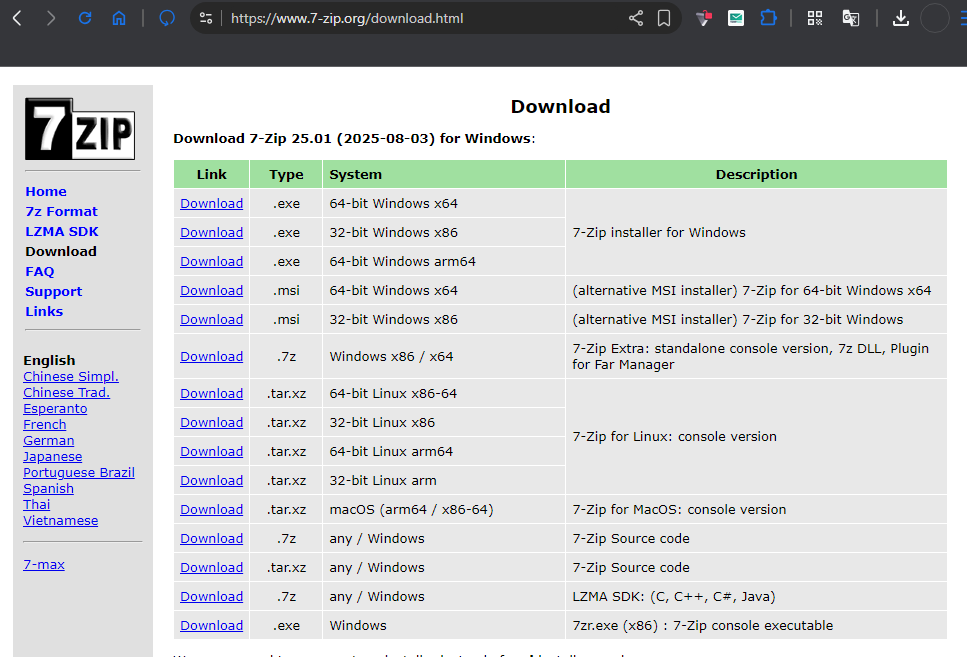 https://www.7-zip.org/download.html
7ZIP
Home
7z Format
LZMA SDK
Download
FAQ
Support
Links
English
Chinese Simpl.
Chinese Trad.
Esperanto
French
German
Japanese
Portuguese Brazil
Spanish
Thai
Vietnamese
7-max
Download
Download 7-Zip 25.01 (2025-08-03) for Windows:
Link Type System Description
Download .exe 64-bit Windows x64
Download .exe 32-bit Windows x86 7-Zip installer for Windows
Download .exe 64-bit Windows arm64
Download .msi 64-bit Windows x64 (alternative MSI installer) 7-Zip for 64-bit Windows x64
Download .msi 32-bit Windows x86 (alternative MSI installer) 7-Zip for 32-bit Windows
Download .7z Windows x86 / x64 7-Zip Extra: standalone console version, 7z DLL, Plugin
for Far Manager
Download .tar.xz 64-bit Linux x86-64
Download .tar.xz 32-bit Linux x86 7-Zip for Linux: console version
Download .tar.xz 64-bit Linux arm64
Download .tar.xz 32-bit Linux arm
Download .tar.xz macOS (arm64 / x86-64) 7-Zip for MacOS: console version
Download .7z any / Windows 7-Zip Source code
Download .tar.xz any / Windows 7-Zip Source code
Download .7z any / Windows LZMA SDK: (C, C++, C#, Java)
Download .exe Windows 7zr.exe (x86) : 7-Zip console executable